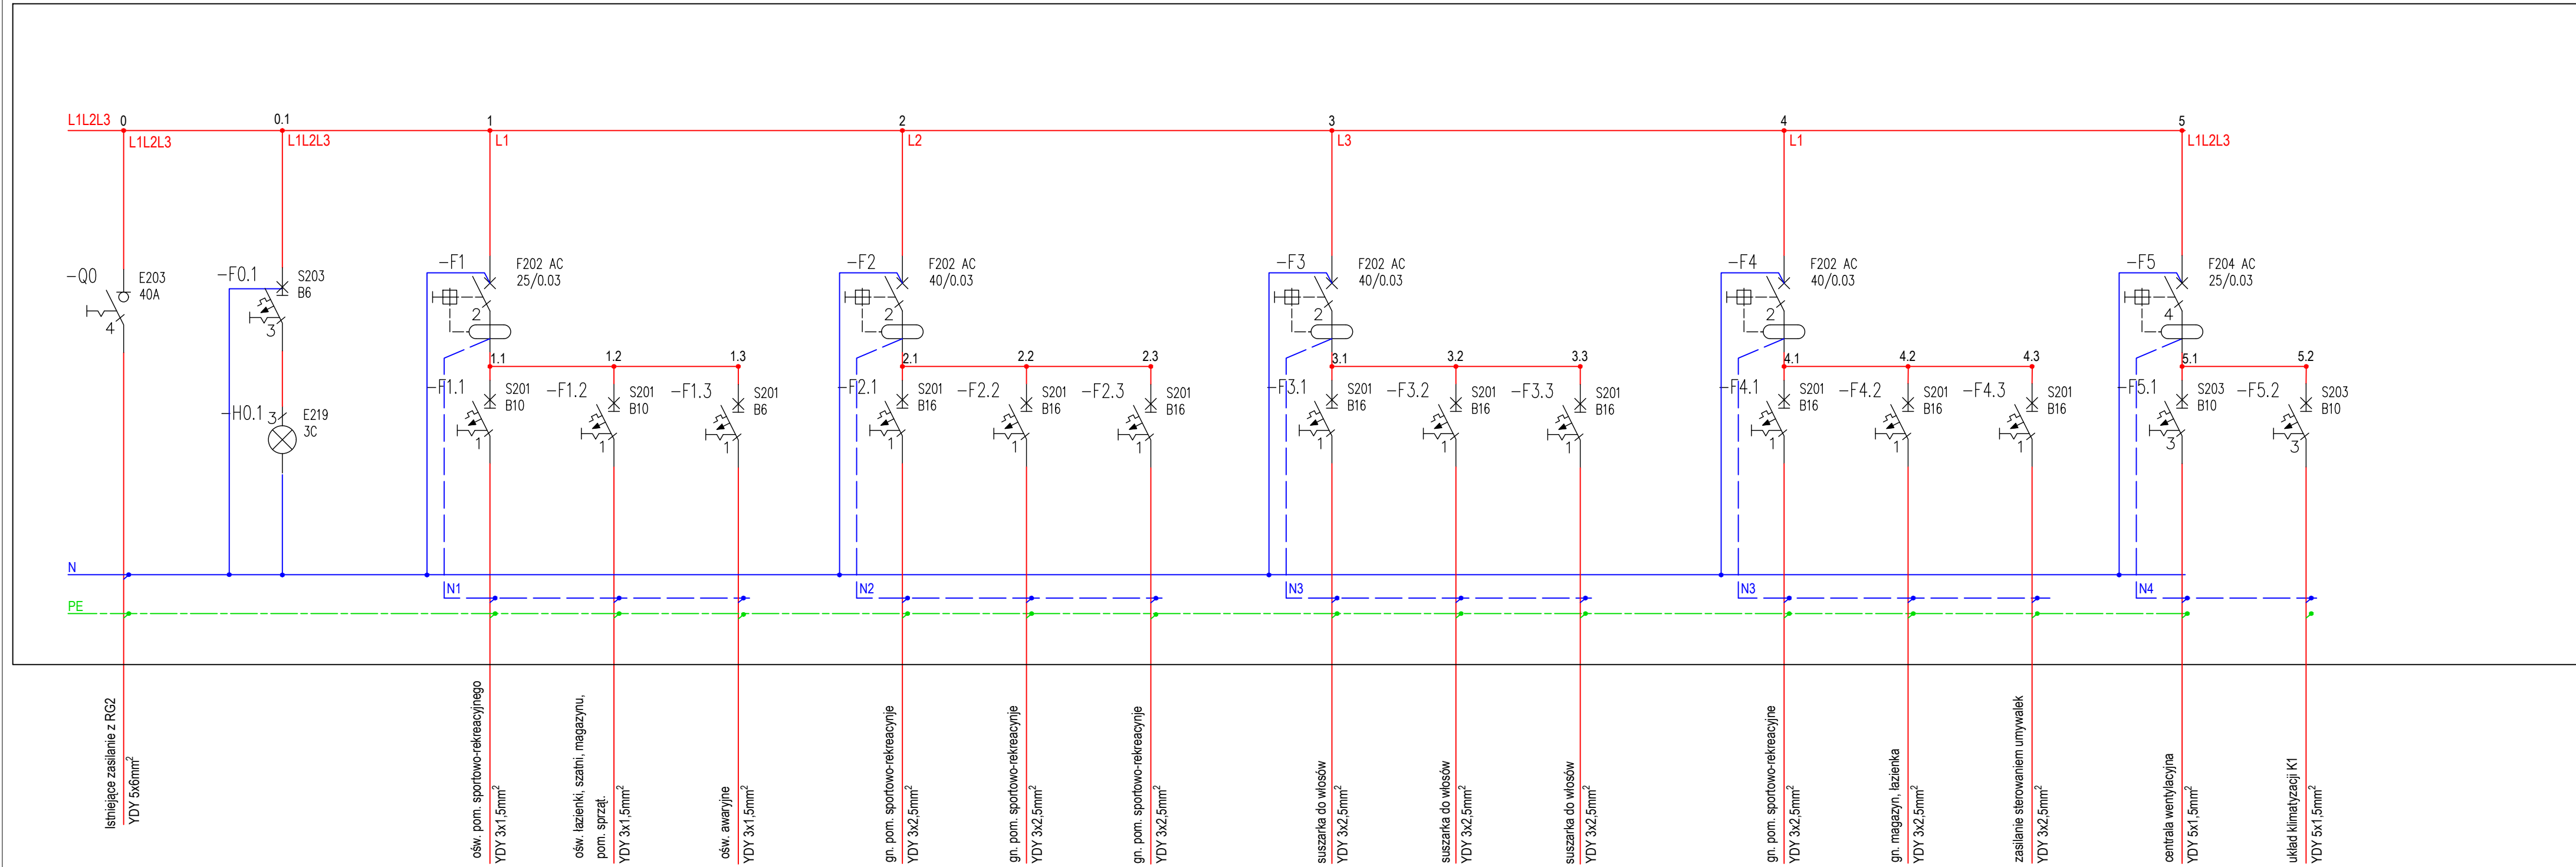 L1L2L3 0 0.1 1 2 3 4 5
L1L2L3 L1L2L3 L1 L2 L3 L1 L1L2L3
-Q0 E203
40A
4
-F0.1 S203
B6
3
-H0.1 3 E219
3C
-F1 F202 AC
25/0.03
2
1.1 1.2 1.3
-F1.1 S201
B10
1
-F1.2 S201
B10
1
-F1.3 S201
B6
1
-F2 F202 AC
40/0.03
2
2.1 2.2 2.3
-F2.1 S201
B16
1
-F2.2 S201
B16
1
-F2.3 S201
B16
1
-F3 F202 AC
40/0.03
2
3.1 3.2 3.3
-F3.1 S201
B16
1
-F3.2 S201
B16
1
-F3.3 S201
B16
1
-F4 F202 AC
40/0.03
2
4.1 4.2 4.3
-F4.1 S201
B16
1
-F4.2 S201
B16
1
-F4.3 S201
B16
1
-F5 F204 AC
25/0.03
4
5.1 5.2
-F5.1 S203
B10
3
-F5.2 S203
B10
3
N
N1 N2 N3 N3 N4
PE
Istniejące zasilanie z RG2
YDY 5x6mm²
ośw. pom. sportowo-rekreacyjnego
YDY 3x1,5mm²
ośw. łazienki, szatni, magazynu,
pom. sprząt.
YDY 3x1,5mm²
ośw. awaryjne
YDY 3x1,5mm²
gn. pom. sportowo-rekreacynje
YDY 3x2,5mm²
gn. pom. sportowo-rekreacynje
YDY 3x2,5mm²
gn. pom. sportowo-rekreacynje
YDY 3x2,5mm²
suszarka do włosów
YDY 3x2,5mm²
suszarka do włosów
YDY 3x2,5mm²
suszarka do włosów
YDY 3x2,5mm²
gn. pom. sportowo-rekreacyjne
YDY 3x2,5mm²
gn. magazyn, łazienka
YDY 3x2,5mm²
zasilanie sterowaniem umywalek
YDY 3x2,5mm²
centrala wentylacyjna
YDY 5x1,5mm²
układ klimatyzacji K1
YDY 5x1,5mm²